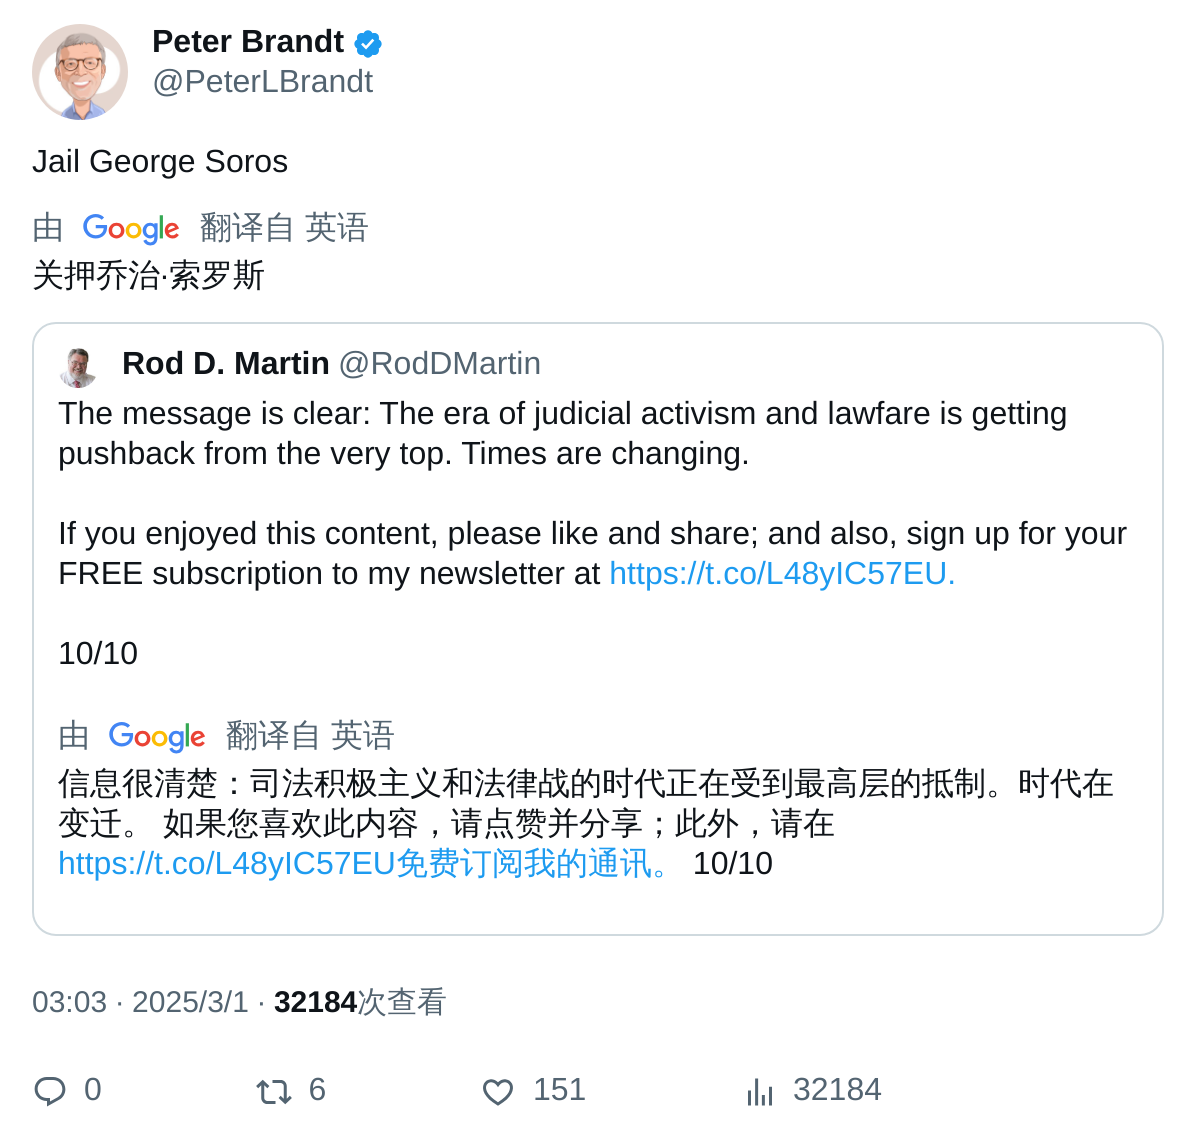 Peter Brandt
@PeterLBrandt
Jail George Soros
由 Google 翻译自 英语
关押乔治·索罗斯
Rod D. Martin @RodDMartin
The message is clear: The era of judicial activism and lawfare is getting
pushback from the very top. Times are changing.
If you enjoyed this content, please like and share; and also, sign up for your
FREE subscription to my newsletter at https://t.co/L48yIC57EU.
10/10
由 Google 翻译自 英语
信息很清楚：司法积极主义和法律战的时代正在受到最高层的抵制。时代在
变迁。 如果您喜欢此内容，请点赞并分享；此外，请在
https://t.co/L48yIC57EU免费订阅我的通讯。 10/10
03:03 · 2025/3/1 · 32184次查看
0 6 151 32184